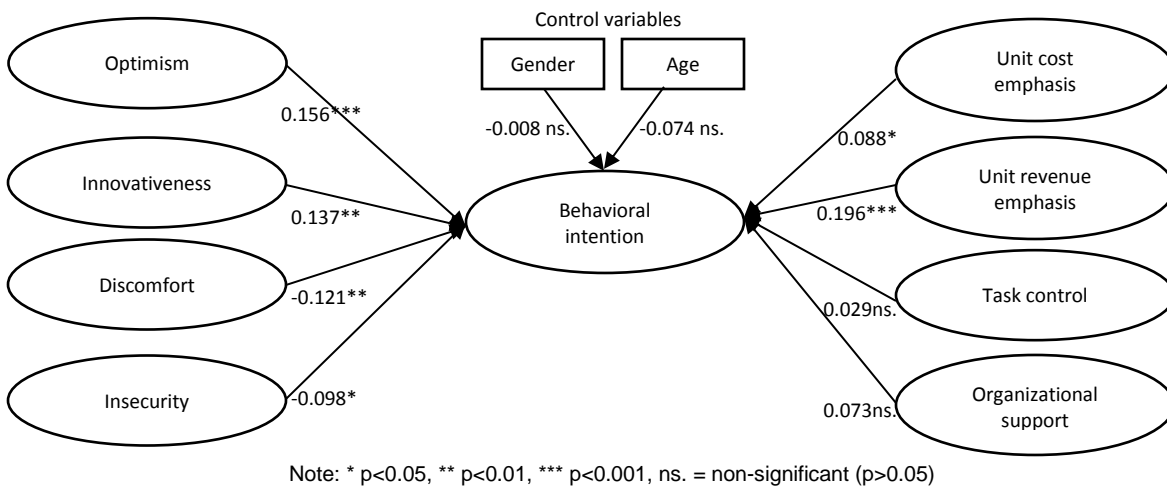 Control variables
Optimism
Gender
Age
Unit cost
emphasis
0.156***
-0.008 ns.
-0.074 ns.
0.088*
Innovativeness
0.137**
Behavioral
intention
Unit revenue
emphasis
0.196***
Discomfort
-0.121**
Task control
0.029ns.
Insecurity
-0.098*
Organizational
support
0.073ns.
Note: * p<0.05, ** p<0.01, *** p<0.001, ns. = non-significant (p>0.05)